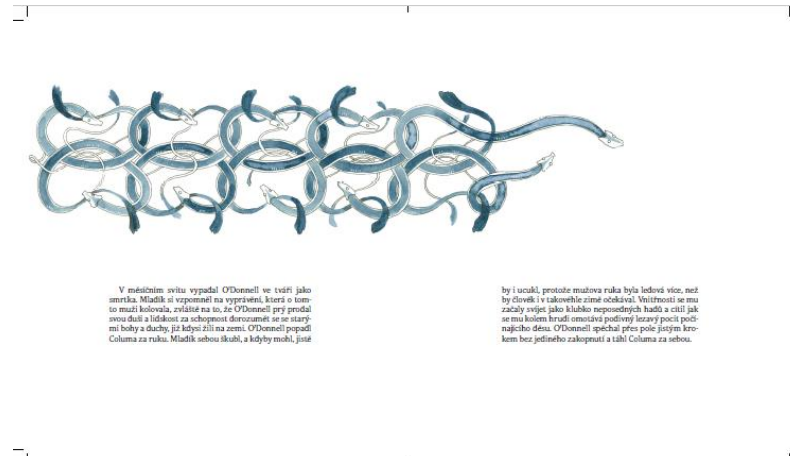 V měsíčním svitu vypadal O'Donnell ve tváři jako
smrtka. Mladík si vzpomněl na vyprávění, která o tom-
to muži kolovala, zvláště na to, že O'Donnell prý prodal
svou duši a lidskost za schopnost dorozumět se se starý-
mi bohy a duchy, již kdysi žili na zemi. O'Donnell popadl
Columa za ruku. Mladík sebou škubl, a kdyby mohl, jistě
by i ucukl, protože mužova ruka byla ledová více, než
by člověk i v takovéhle zimě očekával. Vnitřnosti se mu
začaly svíjet jako klubko neposedných hadů a cítil jak
se mu kolem hrudi omotává podivný lezavý pocit počí-
najícího děsu. O'Donnell spěchal přes pole jistým kro-
kem bez jediného zakopnutí a táhl Columa za sebou.